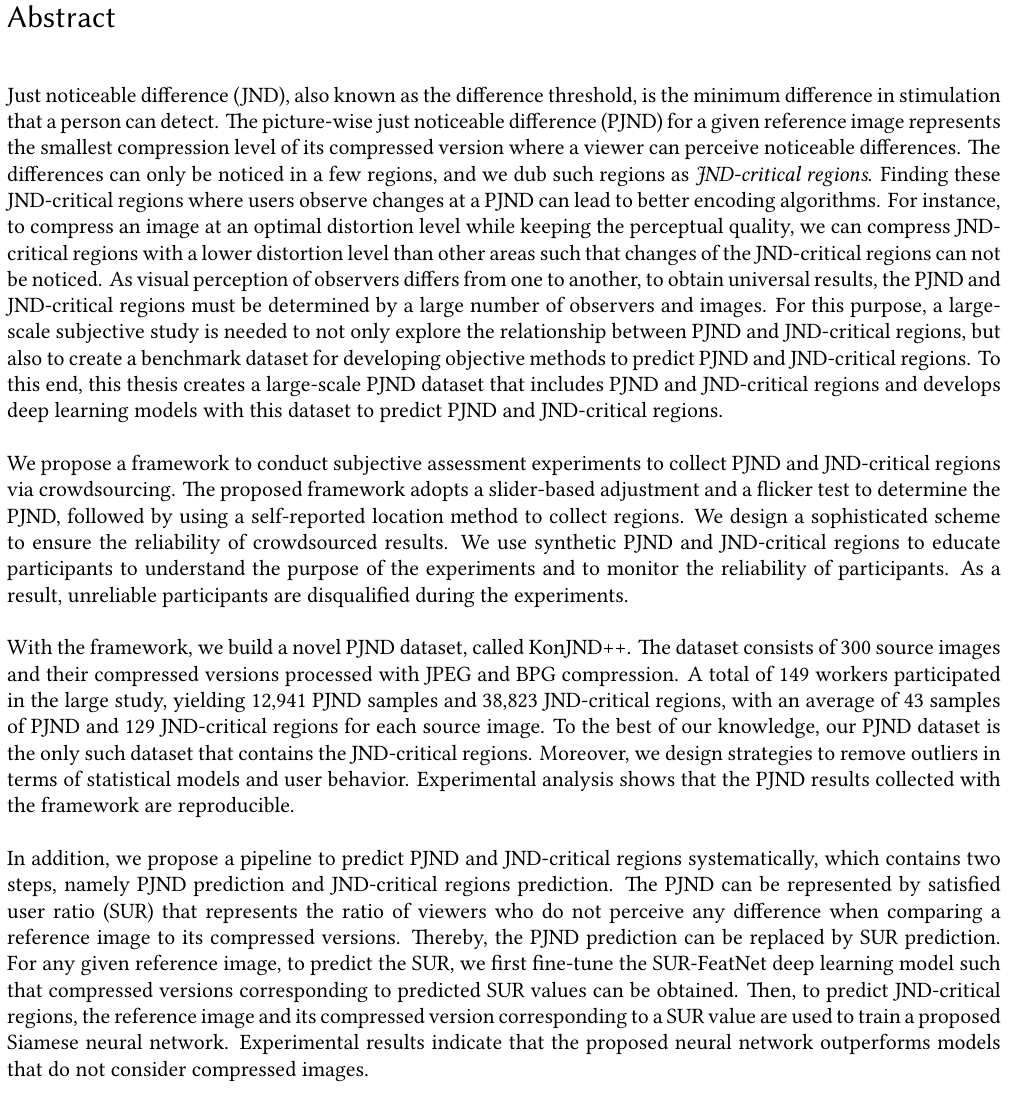 Abstract
Just noticeable difference (JND), also known as the difference threshold, is the minimum difference in stimulation
that a person can detect. The picture-wise just noticeable difference (PJND) for a given reference image represents
the smallest compression level of its compressed version where a viewer can perceive noticeable differences. The
differences can only be noticed in a few regions, and we dub such regions as JND-critical regions. Finding these
JND-critical regions where users observe changes at a PJND can lead to better encoding algorithms. For instance,
to compress an image at an optimal distortion level while keeping the perceptual quality, we can compress JND-
critical regions with a lower distortion level than other areas such that changes of the JND-critical regions can not
be noticed. As visual perception of observers differs from one to another, to obtain universal results, the PJND and
JND-critical regions must be determined by a large number of observers and images. For this purpose, a large-
scale subjective study is needed to not only explore the relationship between PJND and JND-critical regions, but
also to create a benchmark dataset for developing objective methods to predict PJND and JND-critical regions. To
this end, this thesis creates a large-scale PJND dataset that includes PJND and JND-critical regions and develops
deep learning models with this dataset to predict PJND and JND-critical regions.
We propose a framework to conduct subjective assessment experiments to collect PJND and JND-critical regions
via crowdsourcing. The proposed framework adopts a slider-based adjustment and a flicker test to determine the
PJND, followed by using a self-reported location method to collect regions. We design a sophisticated scheme
to ensure the reliability of crowdsourced results. We use synthetic PJND and JND-critical regions to educate
participants to understand the purpose of the experiments and to monitor the reliability of participants. As a
result, unreliable participants are disqualified during the experiments.
With the framework, we build a novel PJND dataset, called KonJND++. The dataset consists of 300 source images
and their compressed versions processed with JPEG and BPG compression. A total of 149 workers participated
in the large study, yielding 12,941 PJND samples and 38,823 JND-critical regions, with an average of 43 samples
of PJND and 129 JND-critical regions for each source image. To the best of our knowledge, our PJND dataset is
the only such dataset that contains the JND-critical regions. Moreover, we design strategies to remove outliers in
terms of statistical models and user behavior. Experimental analysis shows that the PJND results collected with
the framework are reproducible.
In addition, we propose a pipeline to predict PJND and JND-critical regions systematically, which contains two
steps, namely PJND prediction and JND-critical regions prediction. The PJND can be represented by satisfied
user ratio (SUR) that represents the ratio of viewers who do not perceive any difference when comparing a
reference image to its compressed versions. Thereby, the PJND prediction can be replaced by SUR prediction.
For any given reference image, to predict the SUR, we first fine-tune the SUR-FeatNet deep learning model such
that compressed versions corresponding to predicted SUR values can be obtained. Then, to predict JND-critical
regions, the reference image and its compressed version corresponding to a SUR value are used to train a proposed
Siamese neural network. Experimental results indicate that the proposed neural network outperforms models
that do not consider compressed images.